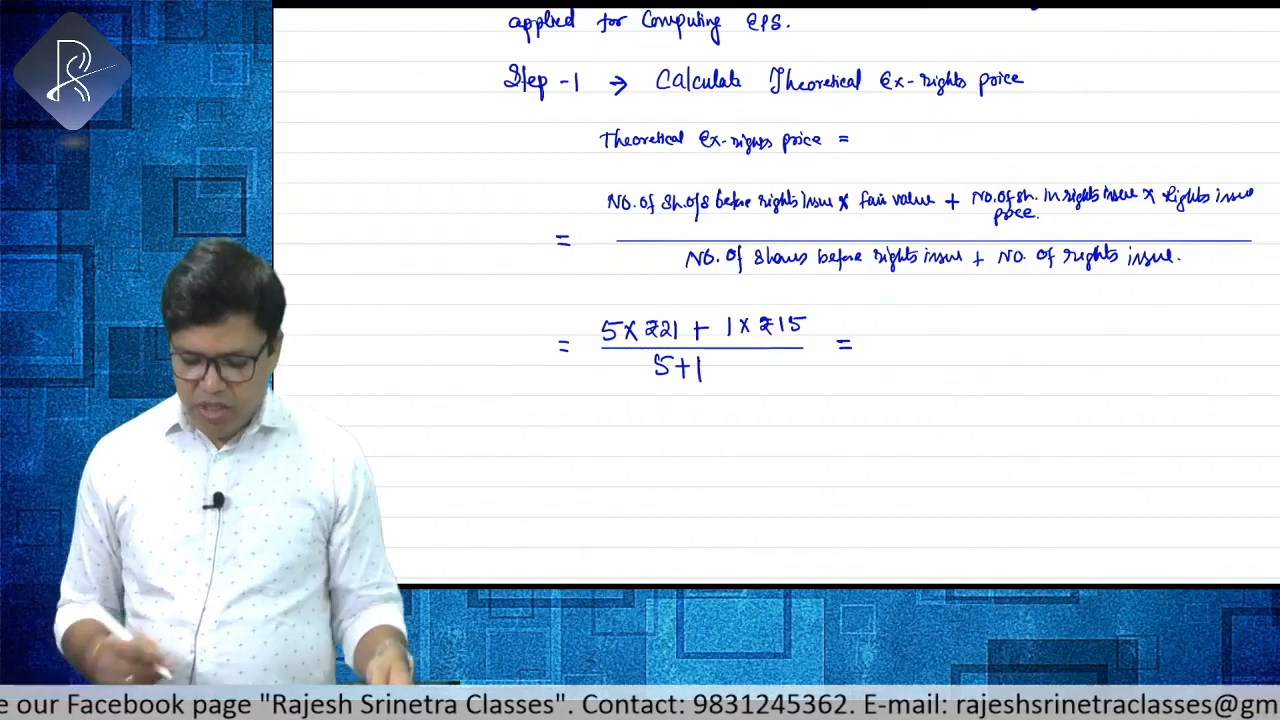 RS
applied for Computing EPS.
Step -1 → Calculate Theoretical Ex-rights price
Theoretical Ex-rights price =
No. of Sh. o/s before rights issue × fair value + No. of sh. in rights issue × Rights issue price.
=
No. of shares before rights issue + No. of rights issue.
= 5 × ₹21 + 1 × ₹15 =
5+1
e our Facebook page "Rajesh Srinetra Classes". Contact: 9831245362. E-mail: rajeshsrinetraclasses@gm